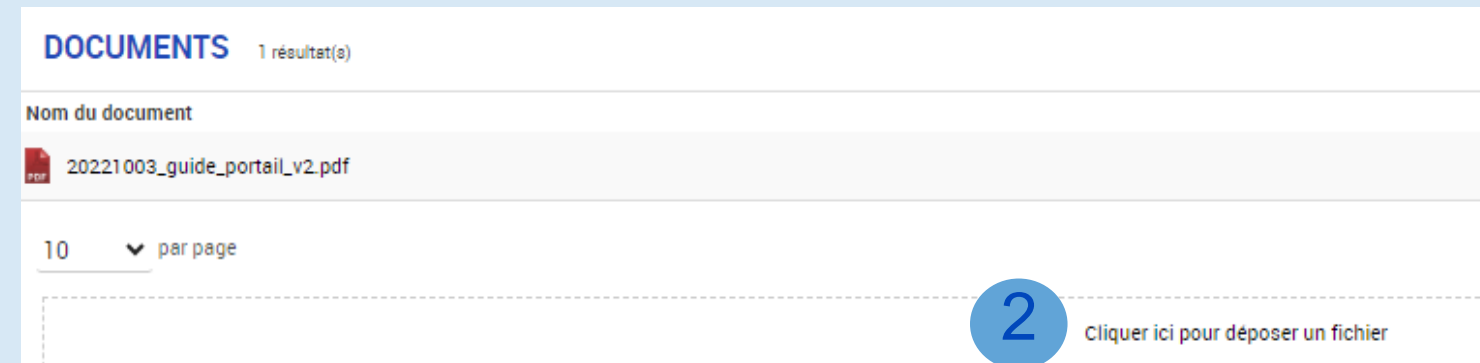 DOCUMENTS 1 résultat(s)
Nom du document
PDF 20221003_guide_portail_v2.pdf
10 par page
2 Cliquer ici pour déposer un fichier